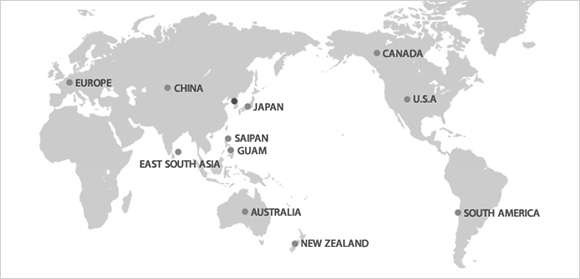 CANADA
EUROPE
CHINA
U.S.A
JAPAN
SAIPAN
GUAM
EAST SOUTH ASIA
AUSTRALIA
SOUTH AMERICA
NEW ZEALAND